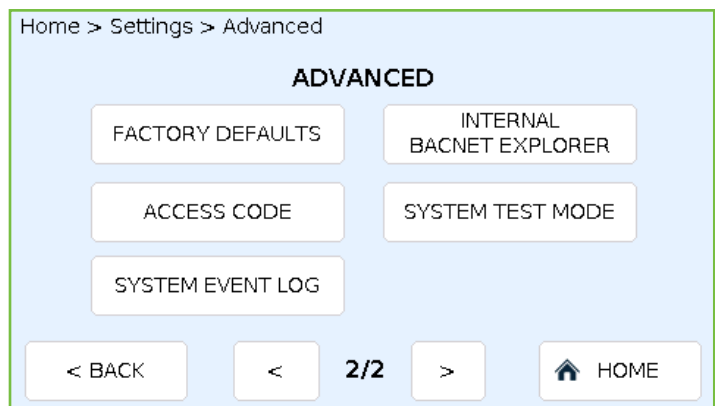 Home > Settings > Advanced
ADVANCED
FACTORY DEFAULTS
INTERNAL
BACNET EXPLORER
ACCESS CODE
SYSTEM TEST MODE
SYSTEM EVENT LOG
< BACK
<
2/2
>
HOME